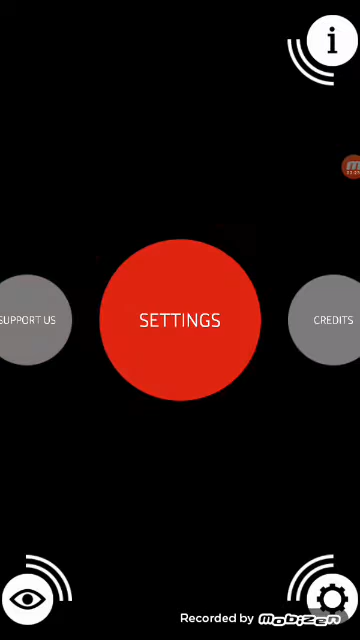 i
SUPPORT US
SETTINGS
CREDITS
Recorded by Mobizen